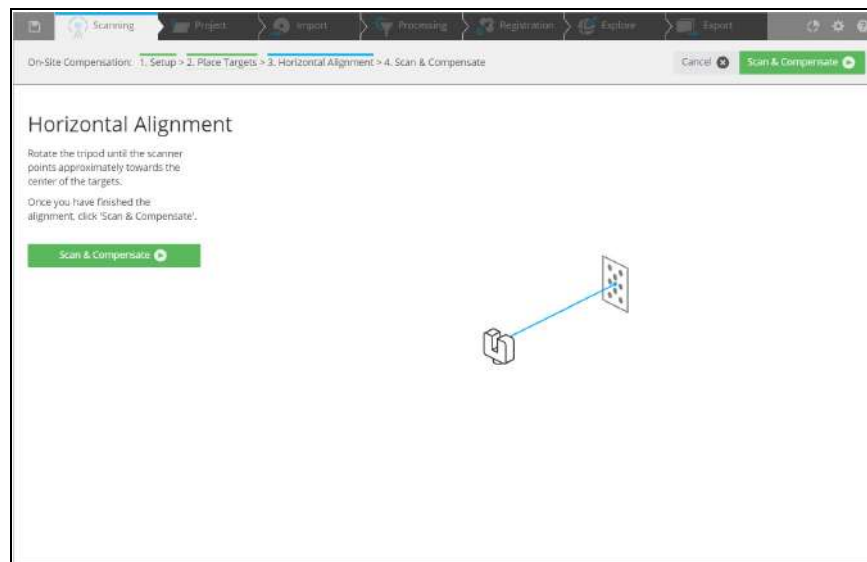 Scanning Project Import Processing Registration Explore Export
On-Site Compensation: 1. Setup > 2. Place Targets > 3. Horizontal Alignment > 4. Scan & Compensate Cancel Scan & Compensate
Horizontal Alignment
Rotate the tripod until the scanner
points approximately towards the
center of the targets.
Once you have finished the
alignment, click 'Scan & Compensate'.
Scan & Compensate